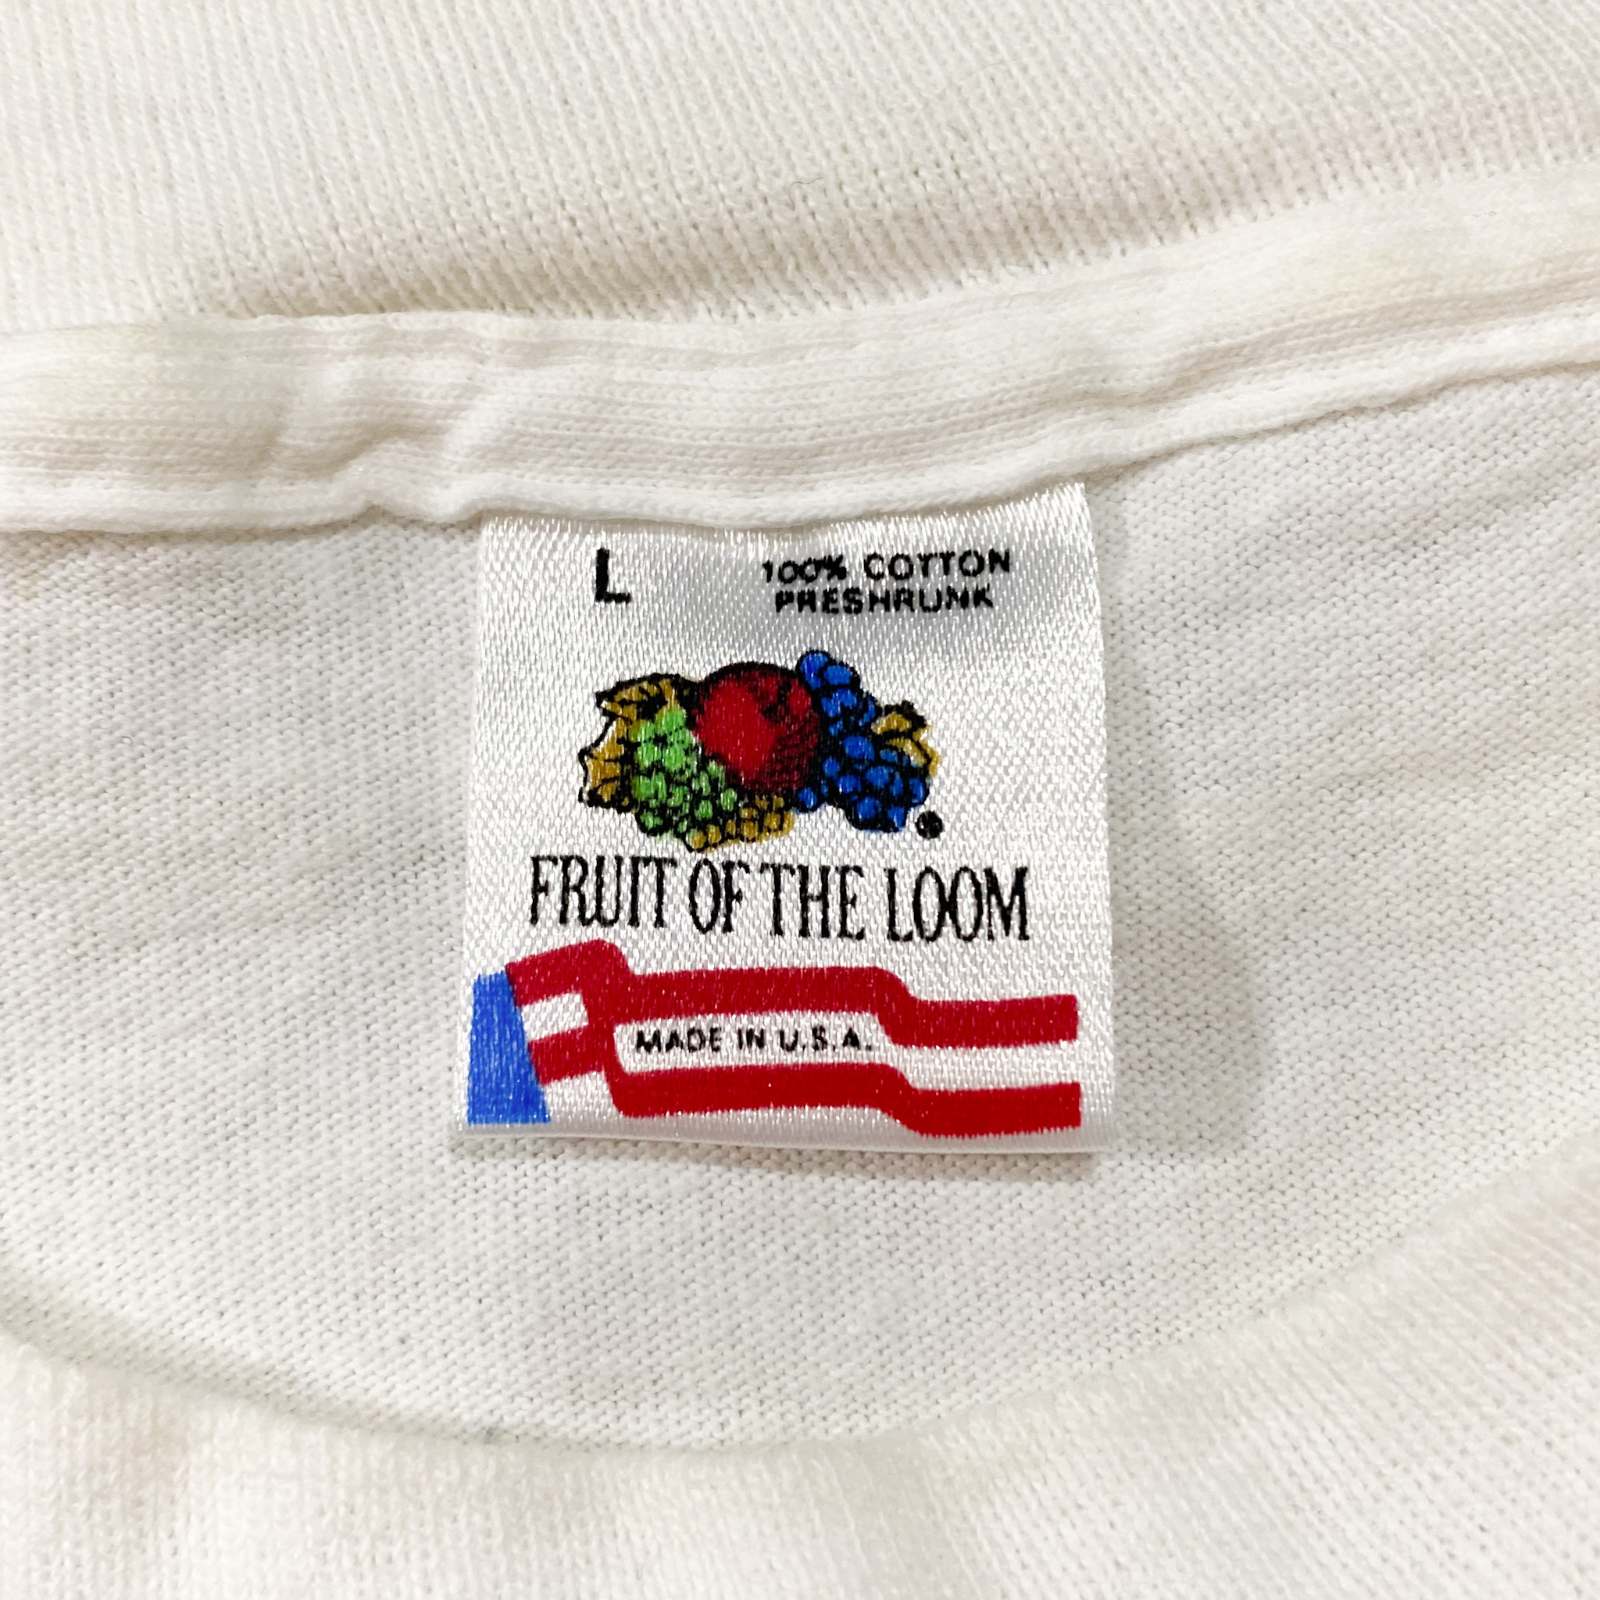 L
100% COTTON
PRESHRUNK
FRUIT OF THE LOOM
MADE IN U.S.A.